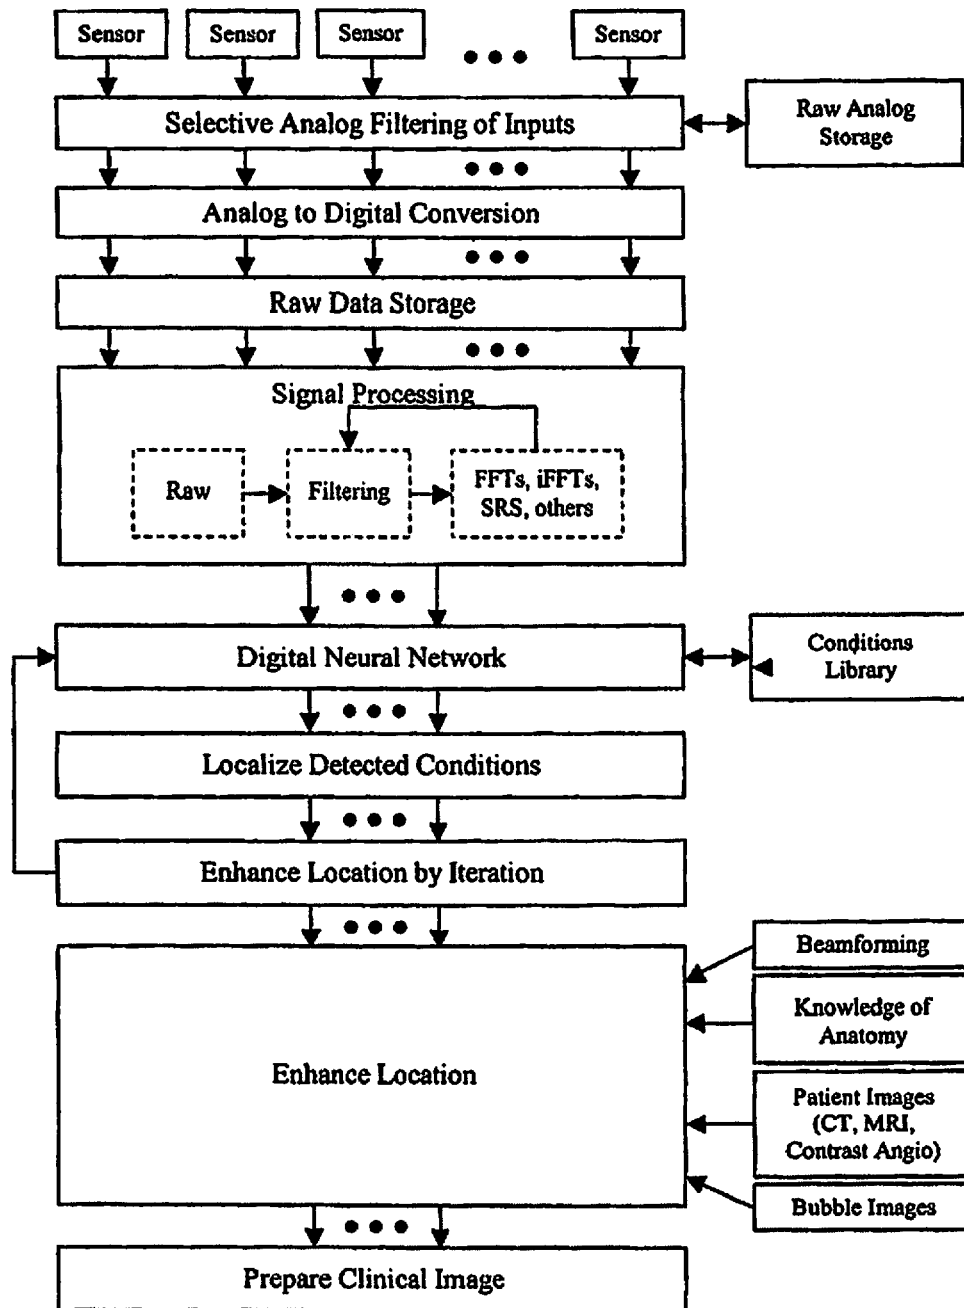 Sensor Sensor Sensor Sensor
Selective Analog Filtering of Inputs
Raw Analog
Storage
Analog to Digital Conversion
Raw Data Storage
Signal Processing
Raw
Filtering
FFTs, iFFTs,
SRS, others
Digital Neural Network
Conditions
Library
Localize Detected Conditions
Enhance Location by Iteration
Enhance Location
Beamforming
Knowledge of
Anatomy
Patient Images
(CT, MRI,
Contrast Angio)
Bubble Images
Prepare Clinical Image